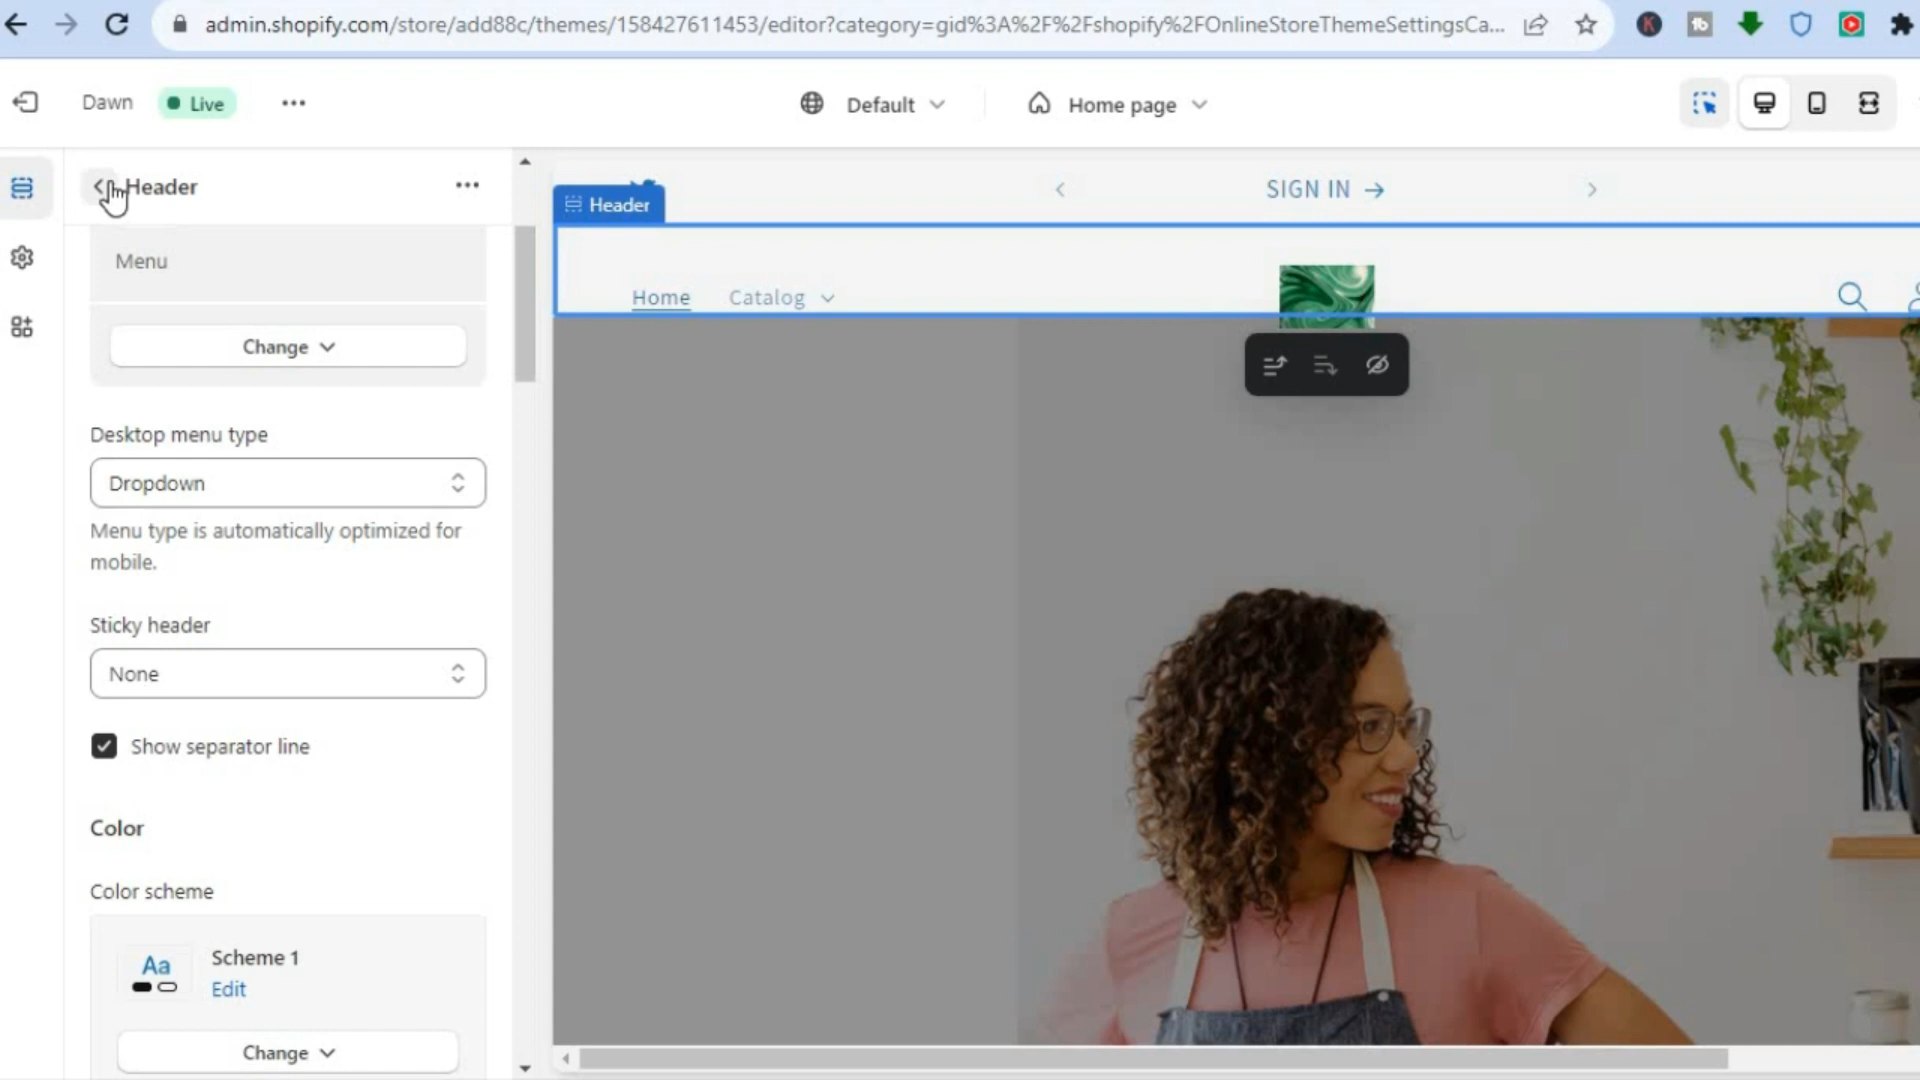 admin.shopify.com/store/add88c/themes/158427611453/editor?category=gid%3A%2F%2Fshopify%2FOnlineStoreThemeSettingsCa...
Dawn
Live
Default
Home page
Header
Menu
Change
Desktop menu type
Dropdown
Menu type is automatically optimized for
mobile.
Sticky header
None
Show separator line
Color
Color scheme
Aa
Scheme 1
Edit
Change
SIGN IN
Header
Home
Catalog